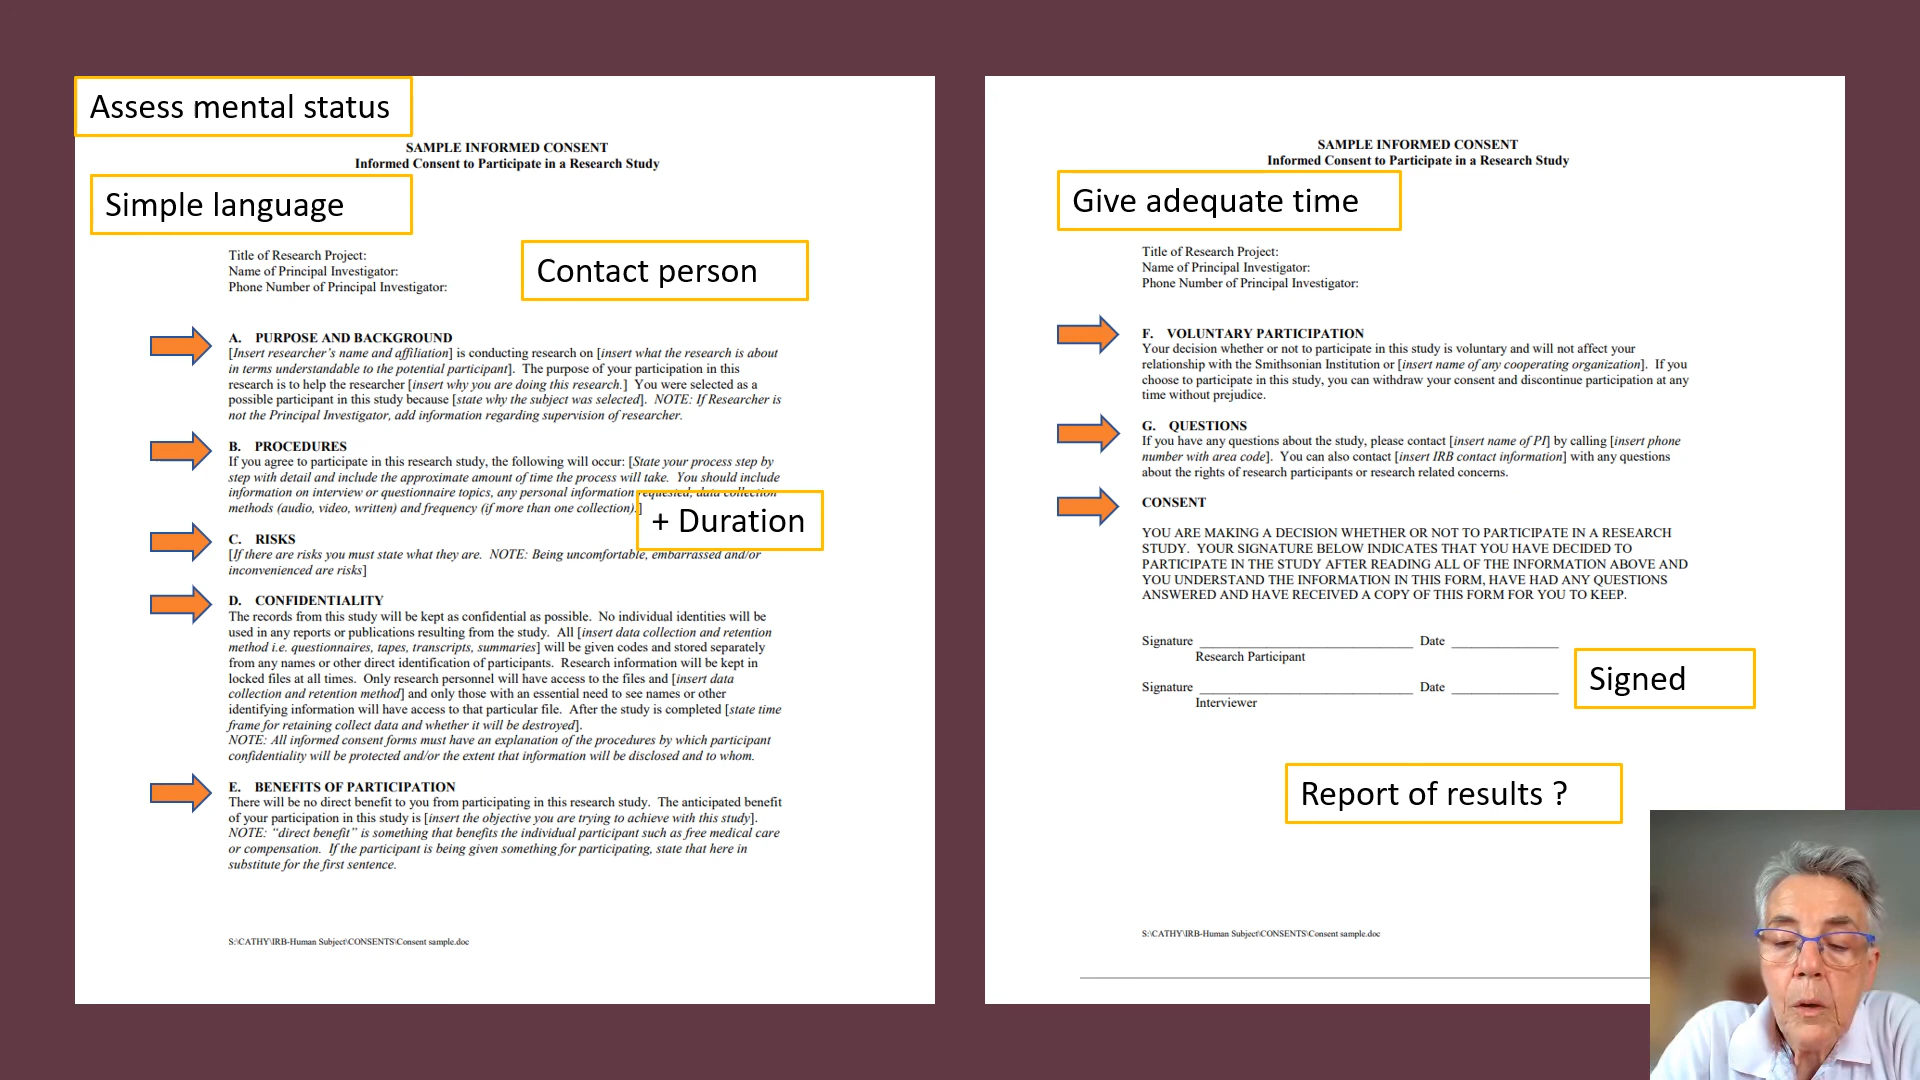 Assess mental status
SAMPLE INFORMED CONSENT
Informed Consent to Participate in a Research Study
Simple language
Contact person
Title of Research Project:
Name of Principal Investigator:
Phone Number of Principal Investigator:
A. PURPOSE AND BACKGROUND
[Insert researcher's name and affiliation] is conducting research on [insert what the research is about
in terms understandable to the potential participant]. The purpose of your participation in this
research is to help the researcher [insert why you are doing this research.] You were selected as a
possible participant in this study because [state why the subject was selected]. NOTE: If Researcher is
not the Principal Investigator, add information regarding supervision of researcher.
B. PROCEDURES
If you agree to participate in this research study, the following will occur: [State your process step by
step with detail and include the approximate amount of time the process will take. You should include
information on interview or questionnaire topics, any personal information requested, data collection
methods (audio, video, written) and frequency (if more than one collection).]
+ Duration
C. RISKS
[If there are risks you must state what they are. NOTE: Being uncomfortable, embarrassed and/or
inconvenienced are risks]
D. CONFIDENTIALITY
The records from this study will be kept as confidential as possible. No individual identities will be
used in any reports or publications resulting from the study. All [insert data collection and retention
method i.e. questionnaires, tapes, transcripts, summaries] will be given codes and stored separately
from any names or other direct identification of participants. Research information will be kept in
locked files at all times. Only research personnel will have access to the files and [insert data
collection and retention method] and only those with an essential need to see names or other
identifying information will have access to that particular file. After the study is completed [state time
frame for retaining collect data and whether it will be destroyed].
NOTE: All informed consent forms must have an explanation of the procedures by which participant
confidentiality will be protected and/or the extent that information will be disclosed and to whom.
E. BENEFITS OF PARTICIPATION
There will be no direct benefit to you from participating in this research study. The anticipated benefit
of your participation in this study is [insert the objective you are trying to achieve with this study].
NOTE: "direct benefit" is something that benefits the individual participant such as free medical care
or compensation. If the participant is being given something for participating, state that here in
substitute for the first sentence.
S:\CATHY\IRB-Human Subject\CONSENTS\Consent sample.doc
SAMPLE INFORMED CONSENT
Informed Consent to Participate in a Research Study
Give adequate time
Title of Research Project:
Name of Principal Investigator:
Phone Number of Principal Investigator:
F. VOLUNTARY PARTICIPATION
Your decision whether or not to participate in this study is voluntary and will not affect your
relationship with the Smithsonian Institution or [insert name of any cooperating organization]. If you
choose to participate in this study, you can withdraw your consent and discontinue participation at any
time without prejudice.
G. QUESTIONS
If you have any questions about the study, please contact [insert name of PI] by calling [insert phone
number with area code]. You can also contact [insert IRB contact information] with any questions
about the rights of research participants or research related concerns.
CONSENT
YOU ARE MAKING A DECISION WHETHER OR NOT TO PARTICIPATE IN A RESEARCH
STUDY. YOUR SIGNATURE BELOW INDICATES THAT YOU HAVE DECIDED TO
PARTICIPATE IN THE STUDY AFTER READING ALL OF THE INFORMATION ABOVE AND
YOU UNDERSTAND THE INFORMATION IN THIS FORM, HAVE HAD ANY QUESTIONS
ANSWERED AND HAVE RECEIVED A COPY OF THIS FORM FOR YOU TO KEEP.
Signature ________________ Date ________
Research Participant
Signature ________________ Date ________
Interviewer
Signed
Report of results ?
S:\CATHY\IRB-Human Subject\CONSENTS\Consent sample.doc